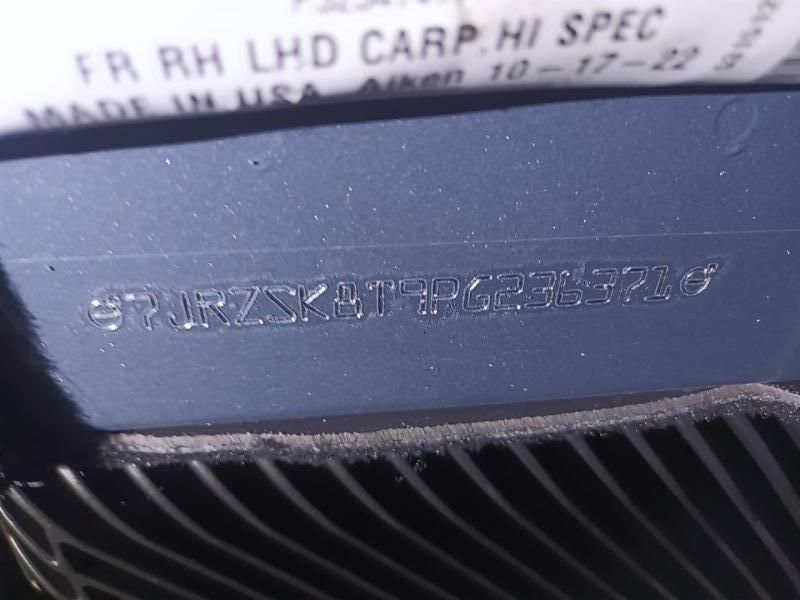 FR RH LHD CARP.HI SPEC
MADE IN USA Aiken 10-17-22
7JRZSK8T9PG236371